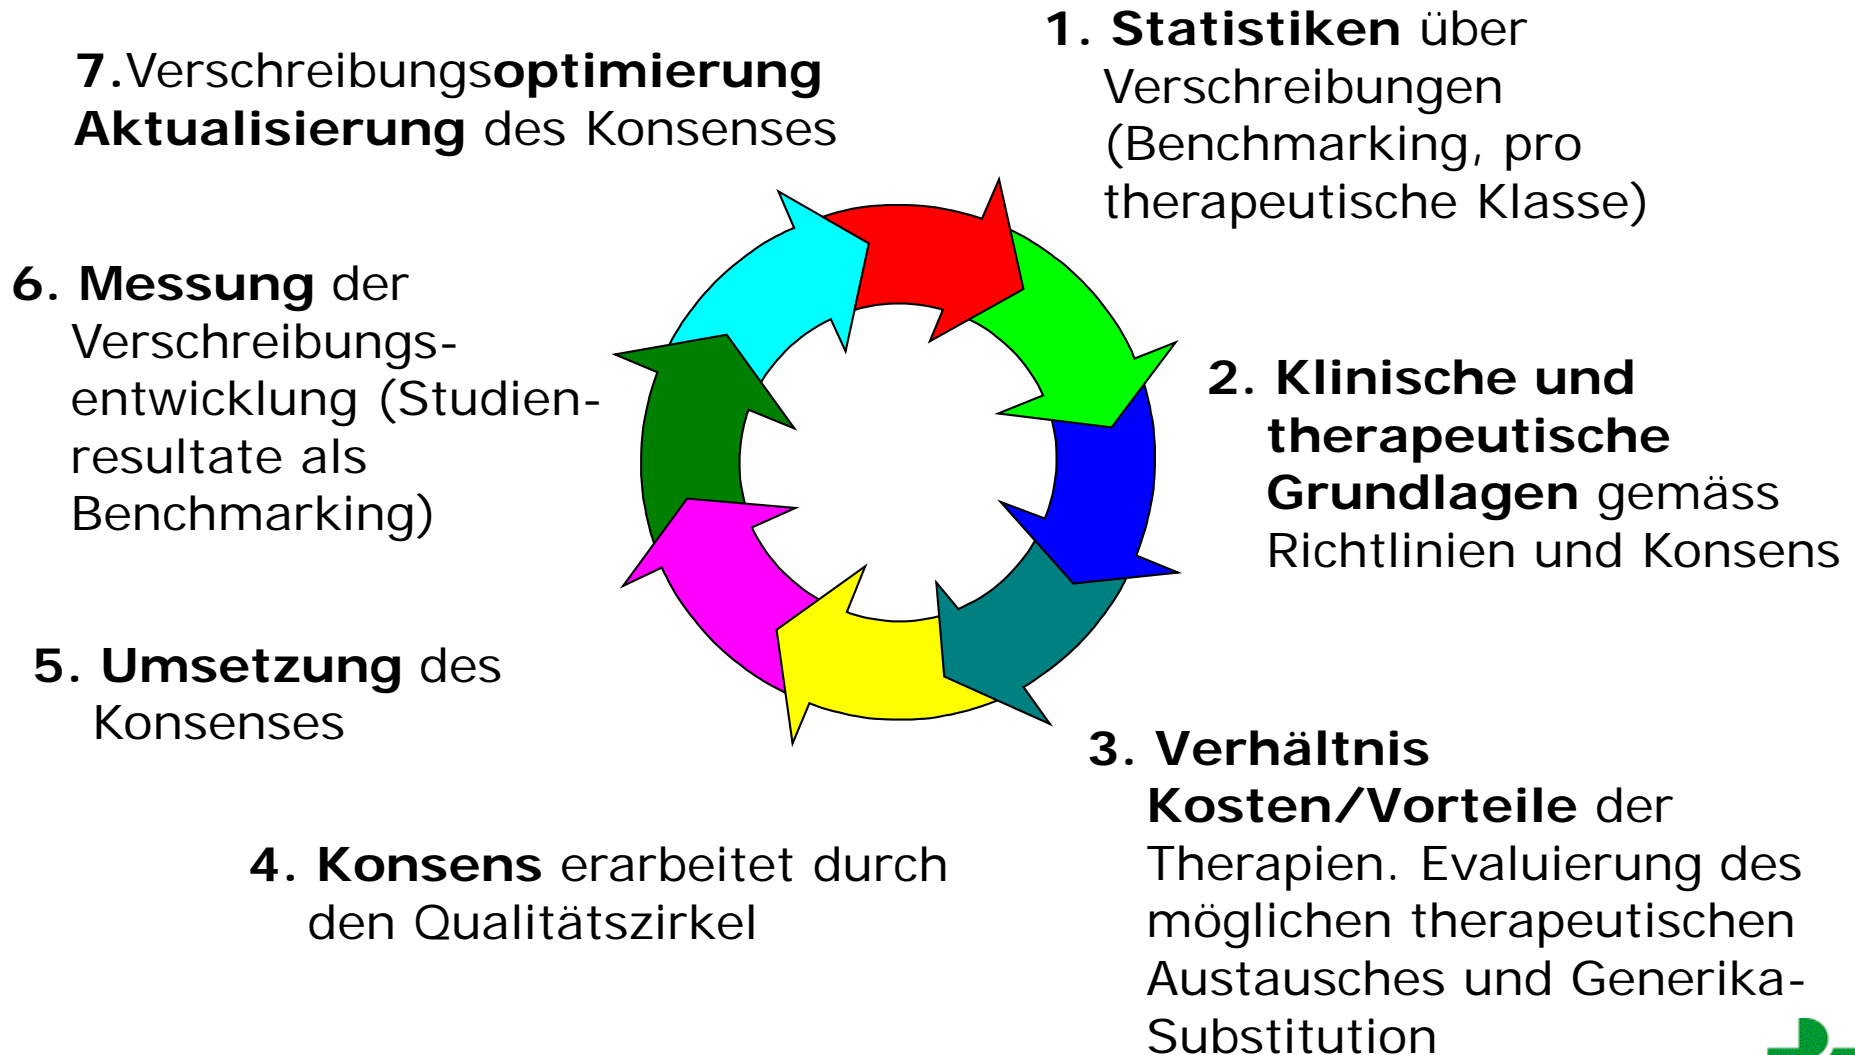 1. Statistiken über
Verschreibungen
(Benchmarking, pro
therapeutische Klasse)
2. Klinische und
therapeutische
Grundlagen gemäss
Richtlinien und Konsens
3. Verhältnis
Kosten/Vorteile der
Therapien. Evaluierung des
möglichen therapeutischen
Austausches und Generika-
Substitution
4. Konsens erarbeitet durch
den Qualitätszirkel
5. Umsetzung des
Konsenses
6. Messung der
Verschreibungs-
entwicklung (Studien-
resultate als
Benchmarking)
7.Verschreibungsoptimierung
Aktualisierung des Konsenses